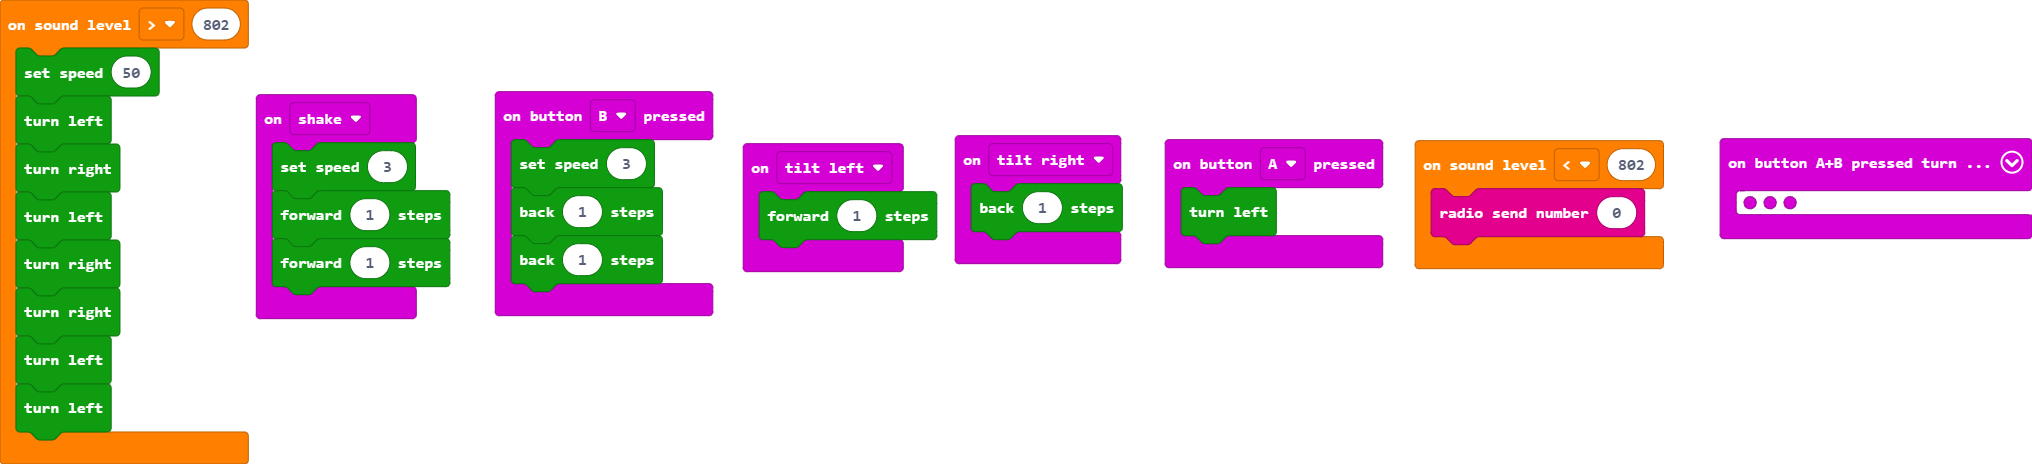 on sound level > 802
set speed 50
turn left
turn right
turn left
turn right
turn right
turn left
turn left
on shake
set speed 3
forward 1 steps
forward 1 steps
on button B pressed
set speed 3
back 1 steps
back 1 steps
on tilt left
forward 1 steps
on tilt right
back 1 steps
on button A pressed
turn left
on sound level < 802
radio send number 0
on button A+B pressed turn ...